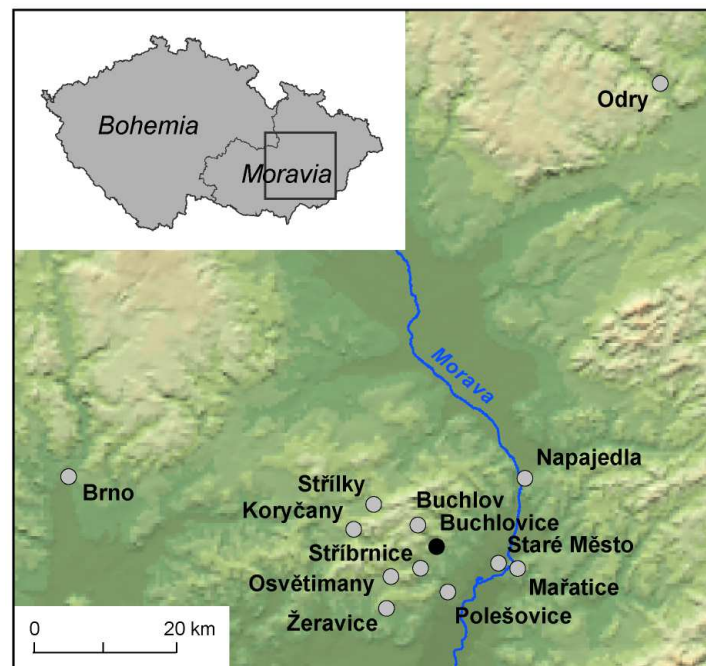 Bohemia
Moravia
Odry
Morava
Napajedla
Brno
Střílky
Buchlov
Koryčany
Buchlovice
Staré Město
Stříbrnice
Osvětimany
Mařatice
Žeravice
Polešovice
0 20 km